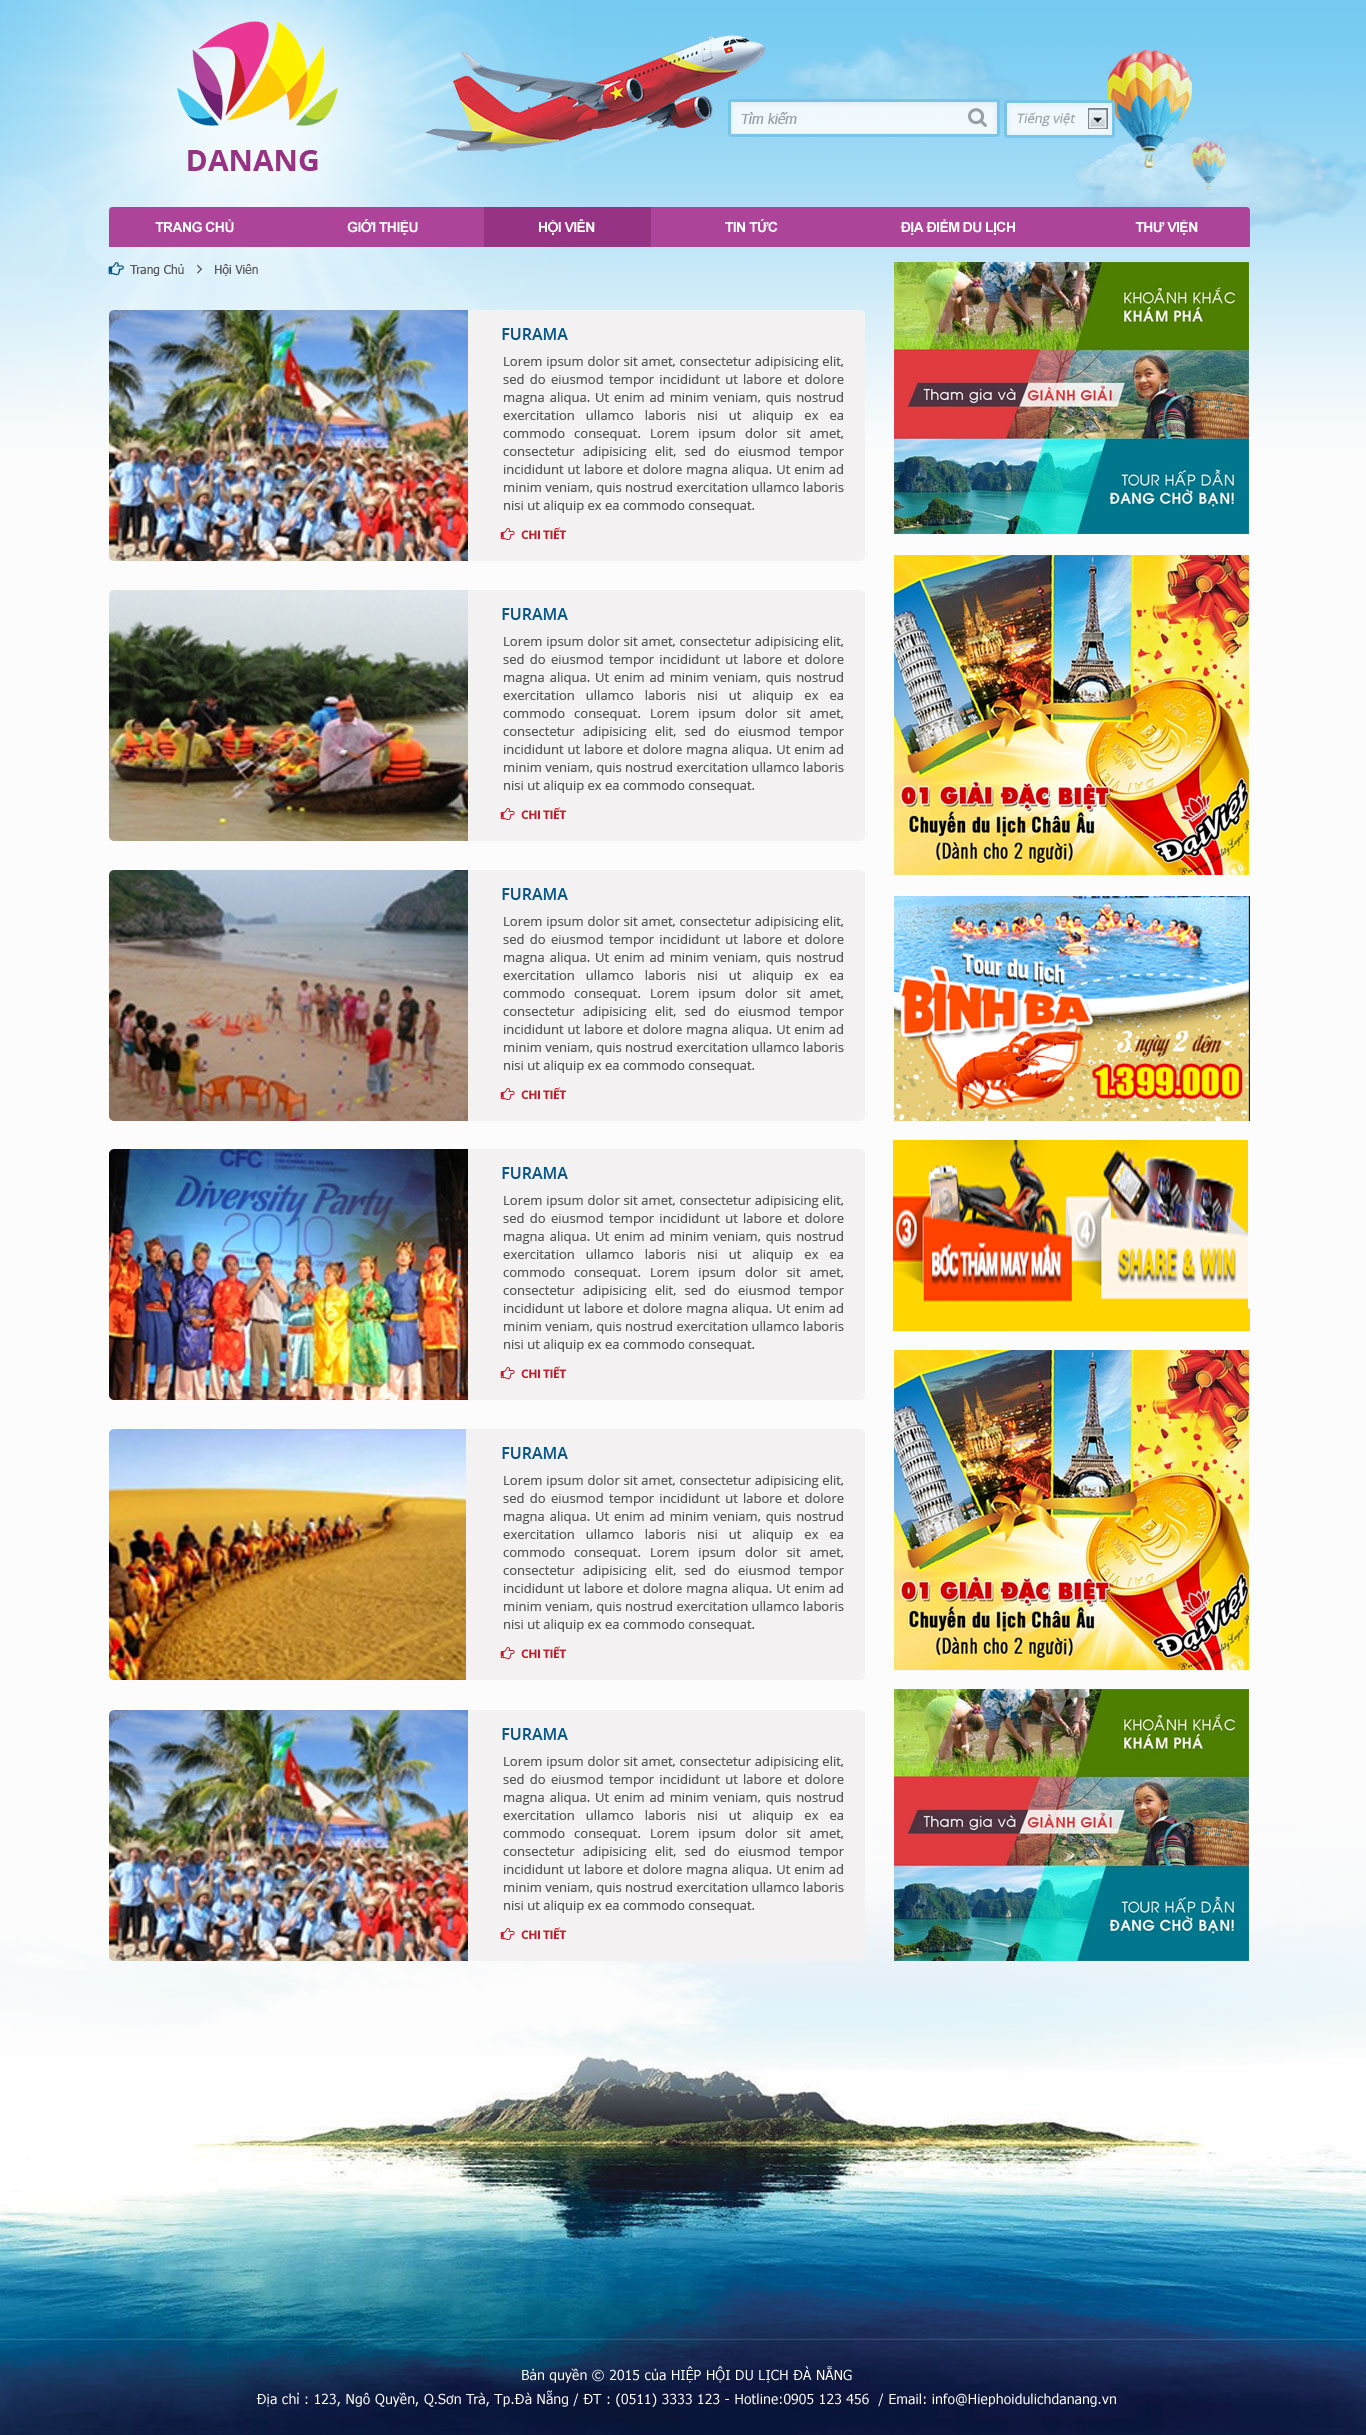 DANANG
Tìm kiếm
Tiếng việt
TRANG CHỦ
GIỚI THIỆU
HỘI VIÊN
TIN TỨC
ĐỊA ĐIỂM DU LỊCH
THƯ VIỆN
Trang Chủ > Hội Viên
FURAMA
Lorem ipsum dolor sit amet, consectetur adipisicing elit,
sed do eiusmod tempor incididunt ut labore et dolore
magna aliqua. Ut enim ad minim veniam, quis nostrud
exercitation ullamco laboris nisi ut aliquip ex ea
commodo consequat. Lorem ipsum dolor sit amet,
consectetur adipisicing elit, sed do eiusmod tempor
incididunt ut labore et dolore magna aliqua. Ut enim ad
minim veniam, quis nostrud exercitation ullamco laboris
nisi ut aliquip ex ea commodo consequat.
CHI TIẾT
FURAMA
Lorem ipsum dolor sit amet, consectetur adipisicing elit,
sed do eiusmod tempor incididunt ut labore et dolore
magna aliqua. Ut enim ad minim veniam, quis nostrud
exercitation ullamco laboris nisi ut aliquip ex ea
commodo consequat. Lorem ipsum dolor sit amet,
consectetur adipisicing elit, sed do eiusmod tempor
incididunt ut labore et dolore magna aliqua. Ut enim ad
minim veniam, quis nostrud exercitation ullamco laboris
nisi ut aliquip ex ea commodo consequat.
CHI TIẾT
FURAMA
Lorem ipsum dolor sit amet, consectetur adipisicing elit,
sed do eiusmod tempor incididunt ut labore et dolore
magna aliqua. Ut enim ad minim veniam, quis nostrud
exercitation ullamco laboris nisi ut aliquip ex ea
commodo consequat. Lorem ipsum dolor sit amet,
consectetur adipisicing elit, sed do eiusmod tempor
incididunt ut labore et dolore magna aliqua. Ut enim ad
minim veniam, quis nostrud exercitation ullamco laboris
nisi ut aliquip ex ea commodo consequat.
CHI TIẾT
CFC
Diversity Party
2010
FURAMA
Lorem ipsum dolor sit amet, consectetur adipisicing elit,
sed do eiusmod tempor incididunt ut labore et dolore
magna aliqua. Ut enim ad minim veniam, quis nostrud
exercitation ullamco laboris nisi ut aliquip ex ea
commodo consequat. Lorem ipsum dolor sit amet,
consectetur adipisicing elit, sed do eiusmod tempor
incididunt ut labore et dolore magna aliqua. Ut enim ad
minim veniam, quis nostrud exercitation ullamco laboris
nisi ut aliquip ex ea commodo consequat.
CHI TIẾT
FURAMA
Lorem ipsum dolor sit amet, consectetur adipisicing elit,
sed do eiusmod tempor incididunt ut labore et dolore
magna aliqua. Ut enim ad minim veniam, quis nostrud
exercitation ullamco laboris nisi ut aliquip ex ea
commodo consequat. Lorem ipsum dolor sit amet,
consectetur adipisicing elit, sed do eiusmod tempor
incididunt ut labore et dolore magna aliqua. Ut enim ad
minim veniam, quis nostrud exercitation ullamco laboris
nisi ut aliquip ex ea commodo consequat.
CHI TIẾT
FURAMA
Lorem ipsum dolor sit amet, consectetur adipisicing elit,
sed do eiusmod tempor incididunt ut labore et dolore
magna aliqua. Ut enim ad minim veniam, quis nostrud
exercitation ullamco laboris nisi ut aliquip ex ea
commodo consequat. Lorem ipsum dolor sit amet,
consectetur adipisicing elit, sed do eiusmod tempor
incididunt ut labore et dolore magna aliqua. Ut enim ad
minim veniam, quis nostrud exercitation ullamco laboris
nisi ut aliquip ex ea commodo consequat.
CHI TIẾT
KHOẢNH KHẮC
KHÁM PHÁ
Tham gia và GIÀNH GIẢI
TOUR HẤP DẪN
ĐANG CHỜ BẠN!
01 GIẢI ĐẶC BIỆT
Chuyến du lịch Châu Âu
(Dành cho 2 người)
ĐạiViệt
Tour du lịch
BÌNH BA
3 ngày 2 đêm
1.399.000
3
BỐC THĂM MAY MẮN
4
SHARE & WIN
01 GIẢI ĐẶC BIỆT
Chuyến du lịch Châu Âu
(Dành cho 2 người)
ĐạiViệt
KHOẢNH KHẮC
KHÁM PHÁ
Tham gia và GIÀNH GIẢI
TOUR HẤP DẪN
ĐANG CHỜ BẠN!
Bản quyền © 2015 của HIỆP HỘI DU LỊCH ĐÀ NẴNG
Địa chỉ : 123, Ngô Quyền, Q.Sơn Trà, Tp.Đà Nẵng / ĐT : (0511) 3333 123 - Hotline:0905 123 456 / Email: info@Hiephoidulichdanang.vn